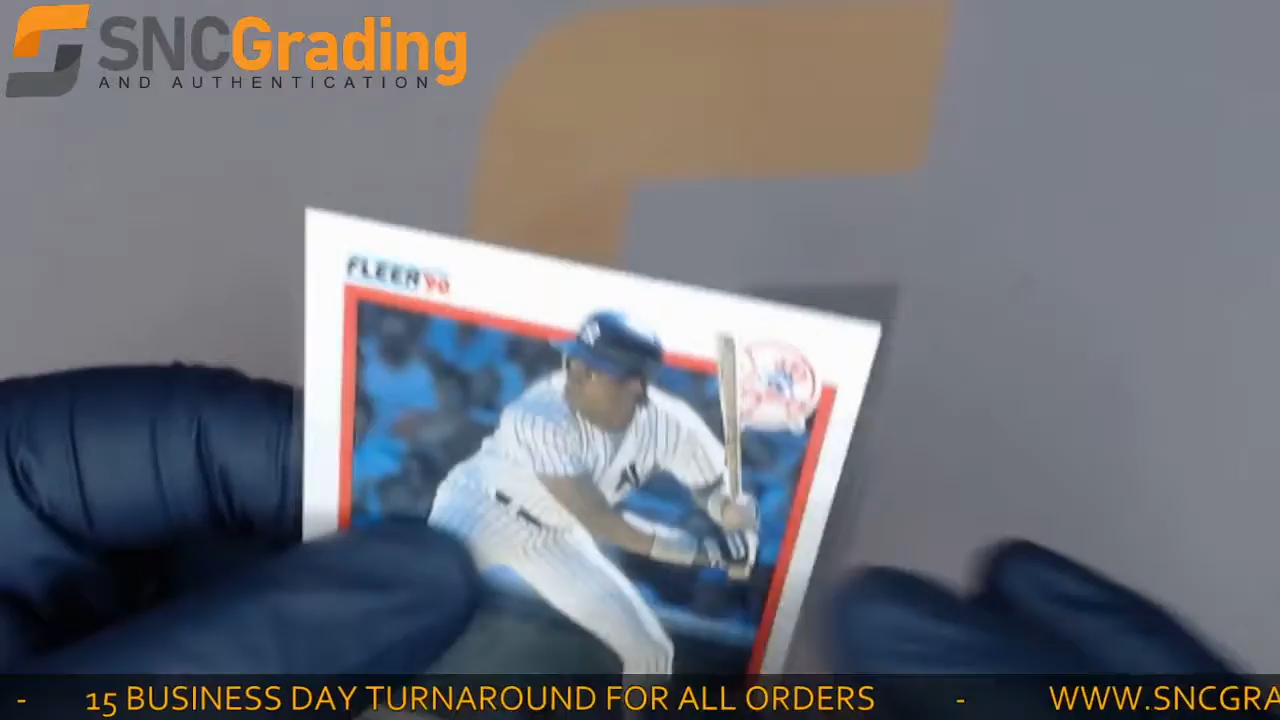 SNCGrading
AND AUTHENTICATION
FLEER '90
- 15 BUSINESS DAY TURNAROUND FOR ALL ORDERS - WWW.SNCGRA